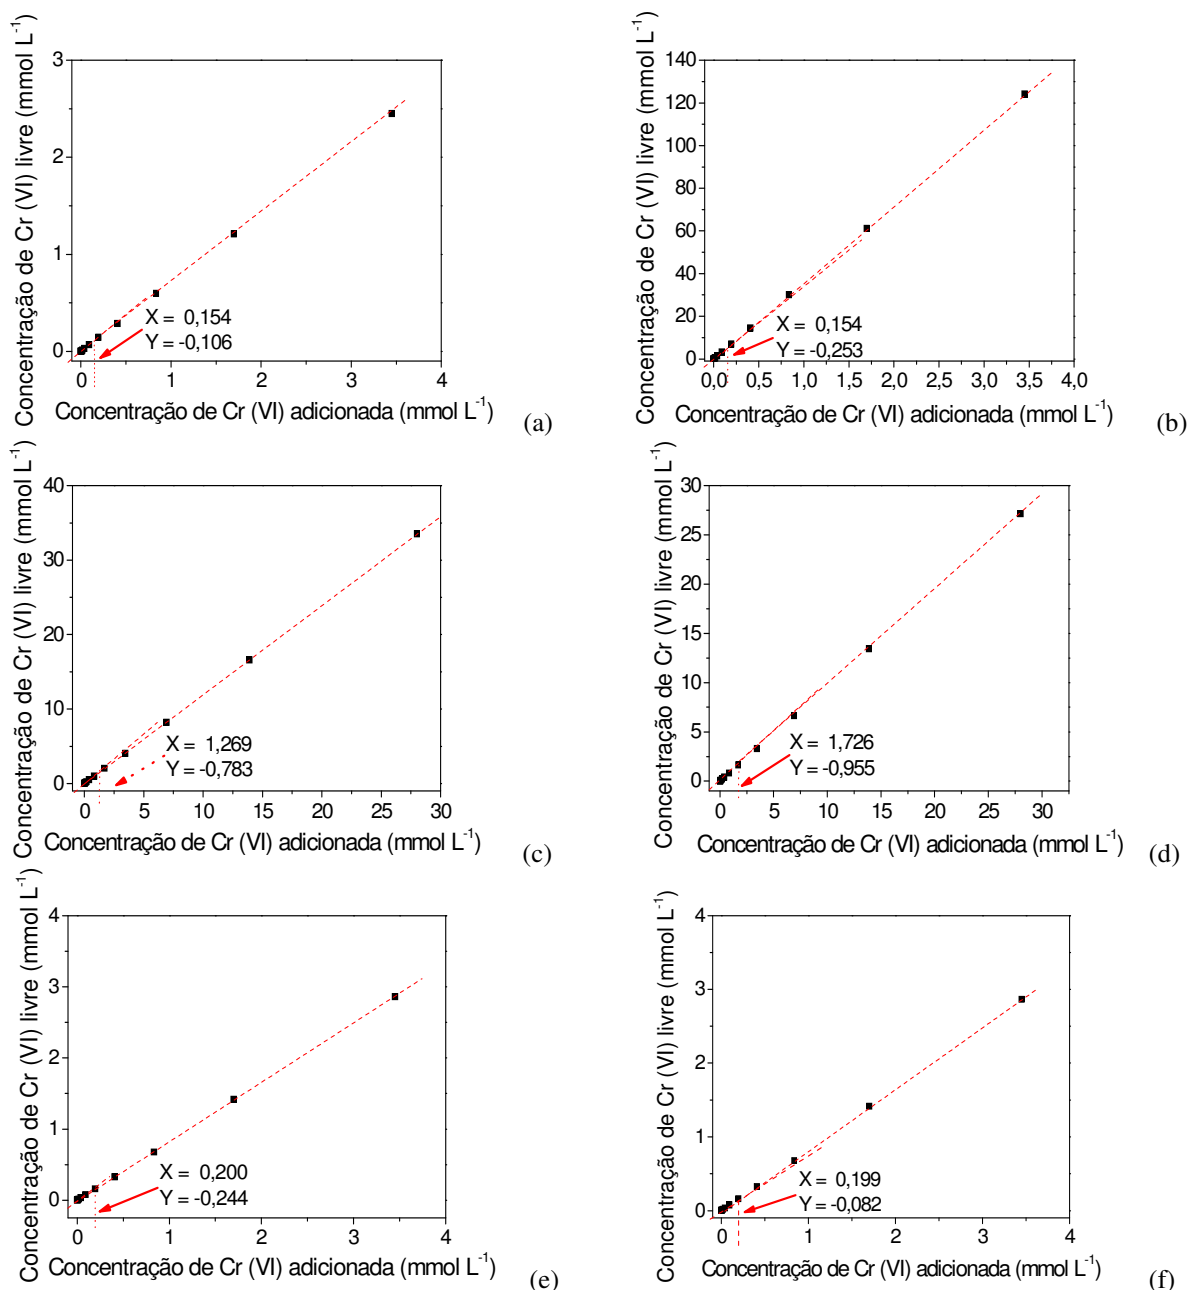 Concentração de Cr (VI) livre (mmol L⁻¹)
3
2
1
0
X = 0,154
Y = -0,106
0 1 2 3 4
Concentração de Cr (VI) adicionada (mmol L⁻¹)
(a)
Concentração de Cr (VI) livre (mmol L⁻¹)
140
120
100
80
60
40
20
0
X = 0,154
Y = -0,253
0,0 0,5 1,0 1,5 2,0 2,5 3,0 3,5 4,0
Concentração de Cr (VI) adicionada (mmol L⁻¹)
(b)
Concentração de Cr (VI) livre (mmol L⁻¹)
40
30
20
10
0
X = 1,269
Y = -0,783
0 5 10 15 20 25 30
Concentração de Cr (VI) adicionada (mmol L⁻¹)
(c)
Concentração de Cr (VI) livre (mmol L⁻¹)
30
25
20
15
10
5
0
X = 1,726
Y = -0,955
0 5 10 15 20 25 30
Concentração de Cr (VI) adicionada (mmol L⁻¹)
(d)
Concentração de Cr (VI) livre (mmol L⁻¹)
4
3
2
1
0
X = 0,200
Y = -0,244
0 1 2 3 4
Concentração de Cr (VI) adicionada (mmol L⁻¹)
(e)
Concentração de Cr (VI) livre (mmol L⁻¹)
4
3
2
1
0
X = 0,199
Y = -0,082
0 1 2 3 4
Concentração de Cr (VI) adicionada (mmol L⁻¹)
(f)